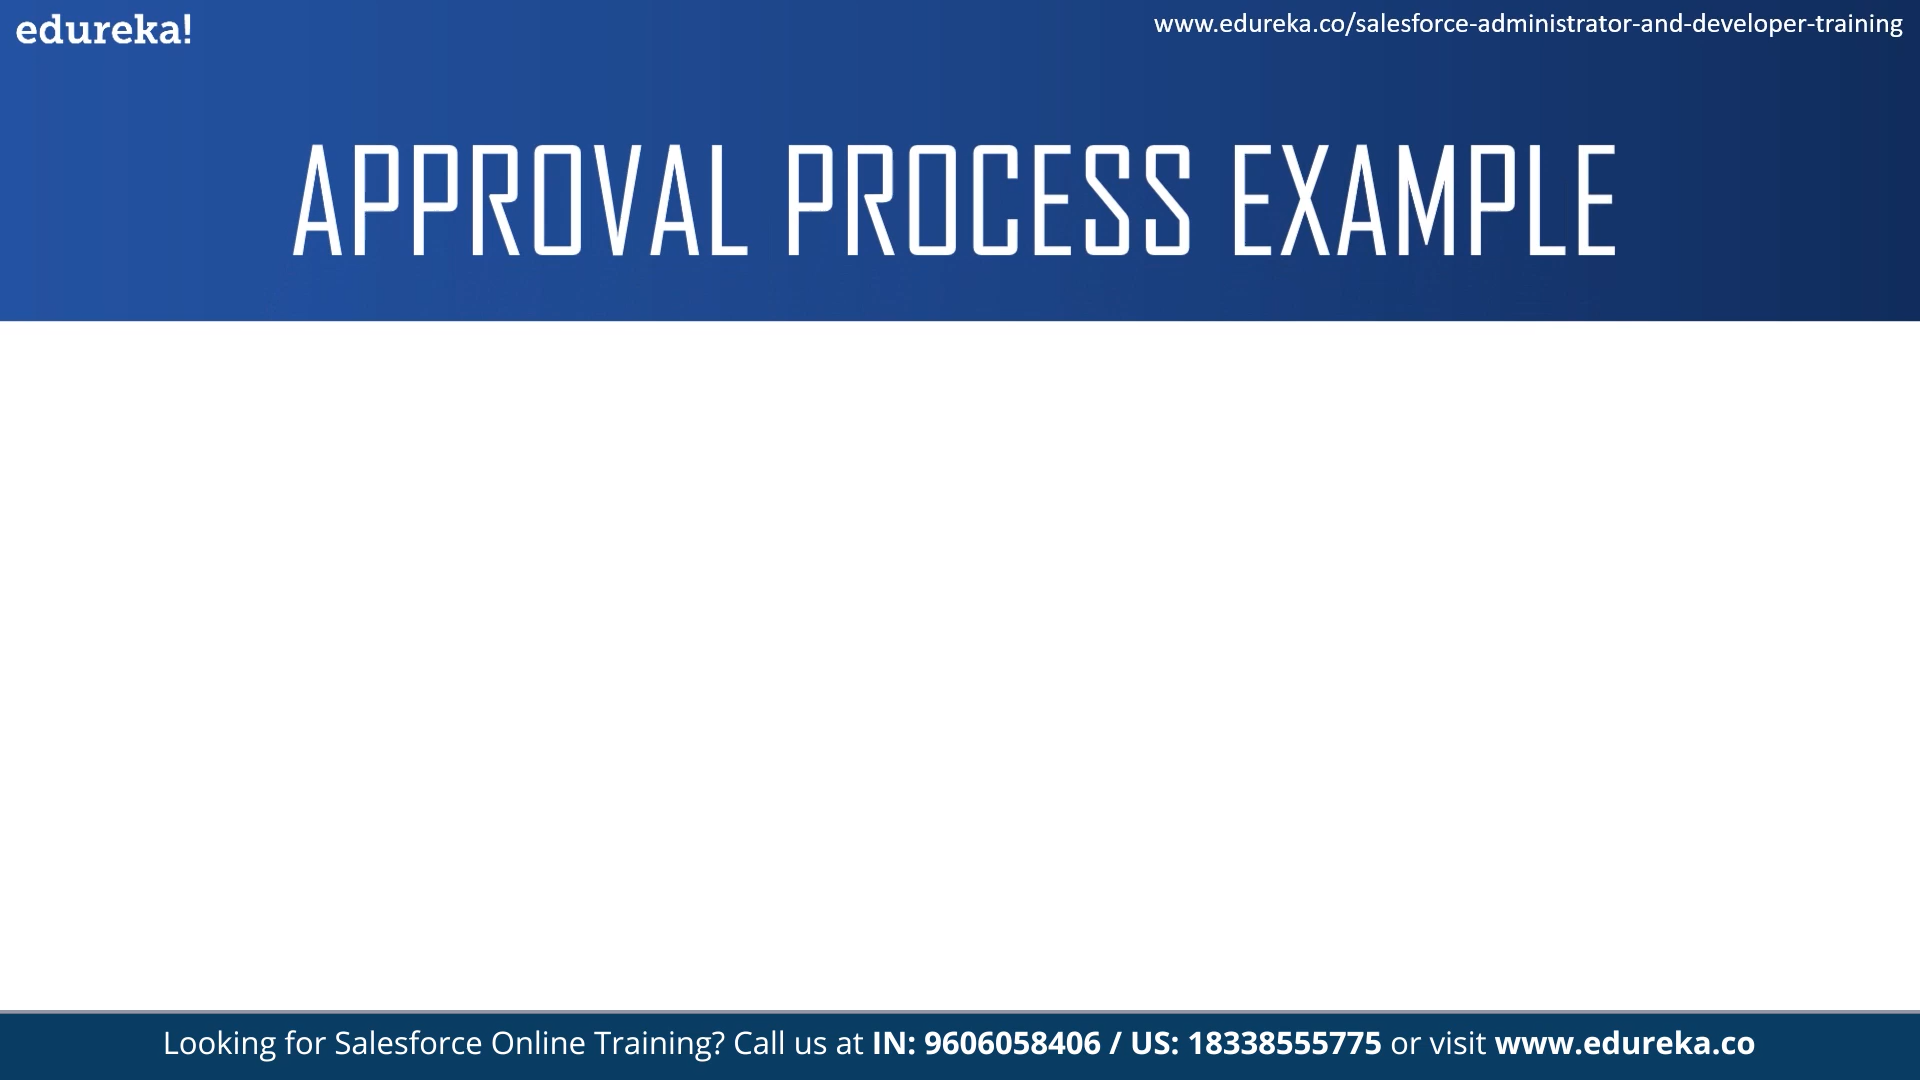 edureka!
www.edureka.co/salesforce-administrator-and-developer-training
APPROVAL PROCESS EXAMPLE
Looking for Salesforce Online Training? Call us at IN: 9606058406 / US: 18338555775 or visit www.edureka.co